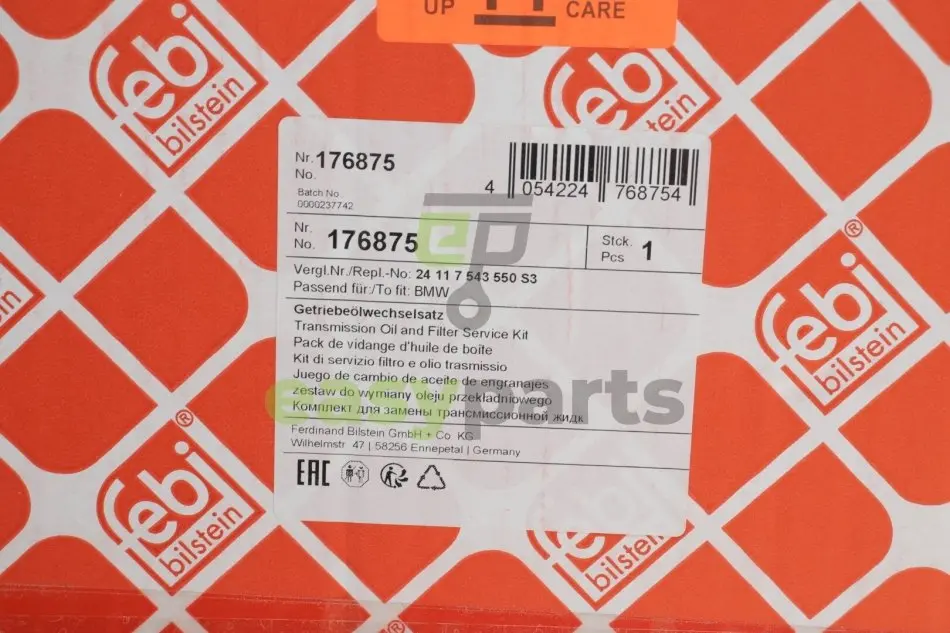 UP CARE
febi
bilstein
®
febi
bilstein
Nr.
No. 176875
Batch No
0000237742
4 054224 768754
Nr.
No. 176875
Stck.
Pcs 1
Vergl.Nr./Repl.-No: 24 11 7 543 550 S3
Passend für:/To fit: BMW
Getriebeölwechselsatz
Transmission Oil and Filter Service Kit
Pack de vidange d'huile de boîte
Kit di servizio filtro e olio trasmissio
Juego de cambio de aceite de engranajes
zestaw do wymiany oleju przekładniowego
Комплект для замены трансмиссионной жидк
Ferdinand Bilstein GmbH + Co. KG
Wilhelmstr. 47 | 58256 Ennepetal | Germany
EAC
easyparts
®
febi
bilstein
®
febi
bilstein
bilstein